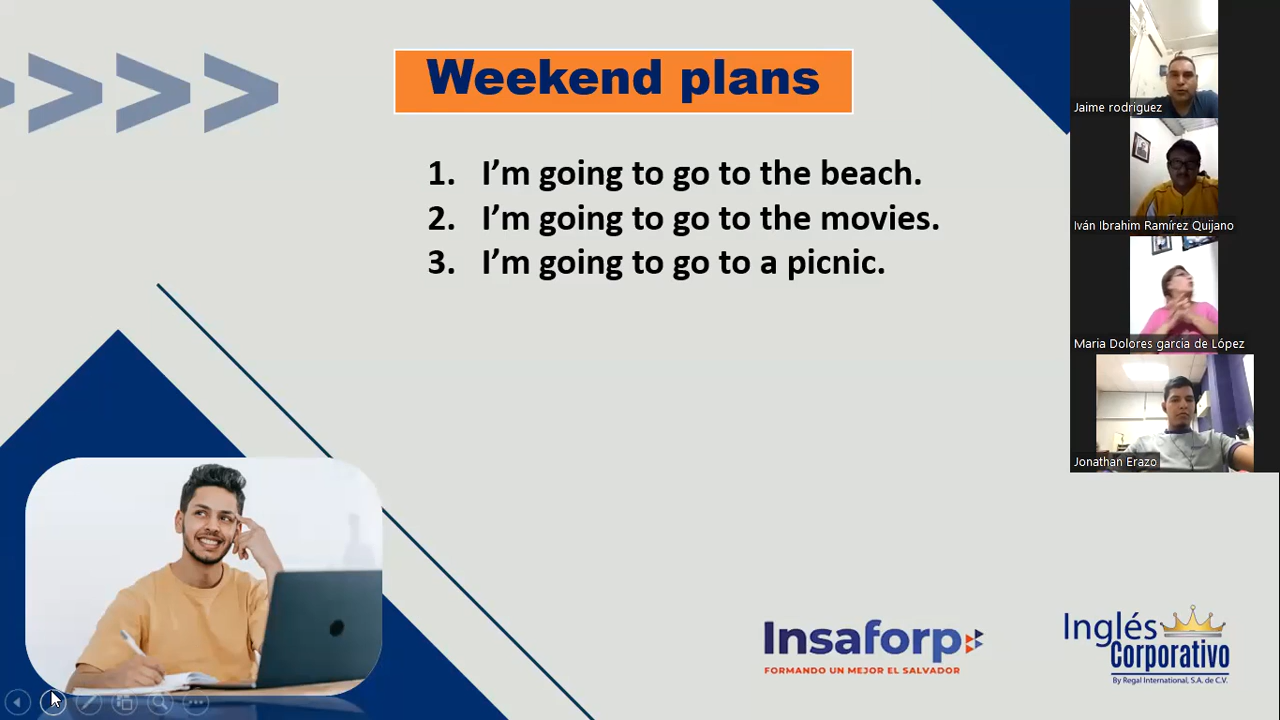 Weekend plans
1. I'm going to go to the beach.
2. I'm going to go to the movies.
3. I'm going to go to a picnic.
Jaime rodriguez
Iván Ibrahim Ramírez Quijano
Maria Dolores garcia de López
Jonathan Erazo
Insaforp
FORMANDO UN MEJOR EL SALVADOR
Inglés
Corporativo
By Regal International, S.A. de C.V.